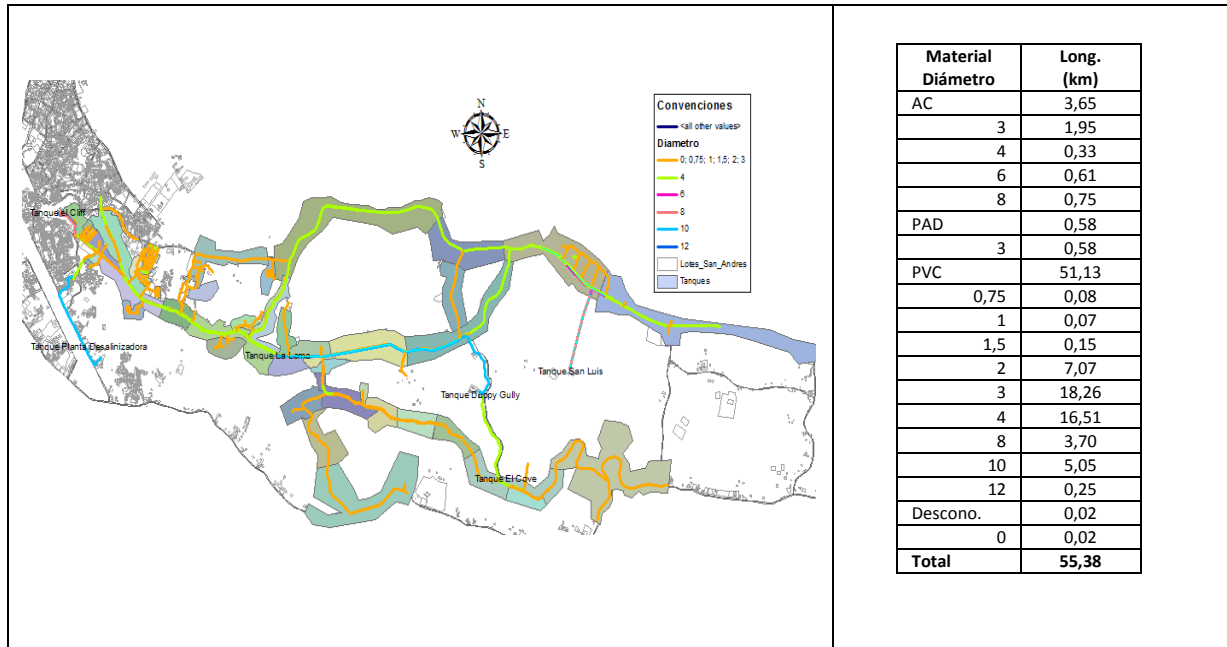 N
W E
S
Convenciones
<all other values>
Diametro
0; 0,75; 1; 1,5; 2; 3
4
6
8
10
12
Lotes_San_Andres
Tanques
Tanque el Cliff
Tanque Planta Desalinizadora
Tanque La Loma
Tanque Duppy Gully
Tanque San Luis
Tanque El Cove
Material Long.
Diámetro (km)
AC 3,65
3 1,95
4 0,33
6 0,61
8 0,75
PAD 0,58
3 0,58
PVC 51,13
0,75 0,08
1 0,07
1,5 0,15
2 7,07
3 18,26
4 16,51
8 3,70
10 5,05
12 0,25
Descono. 0,02
0 0,02
Total 55,38